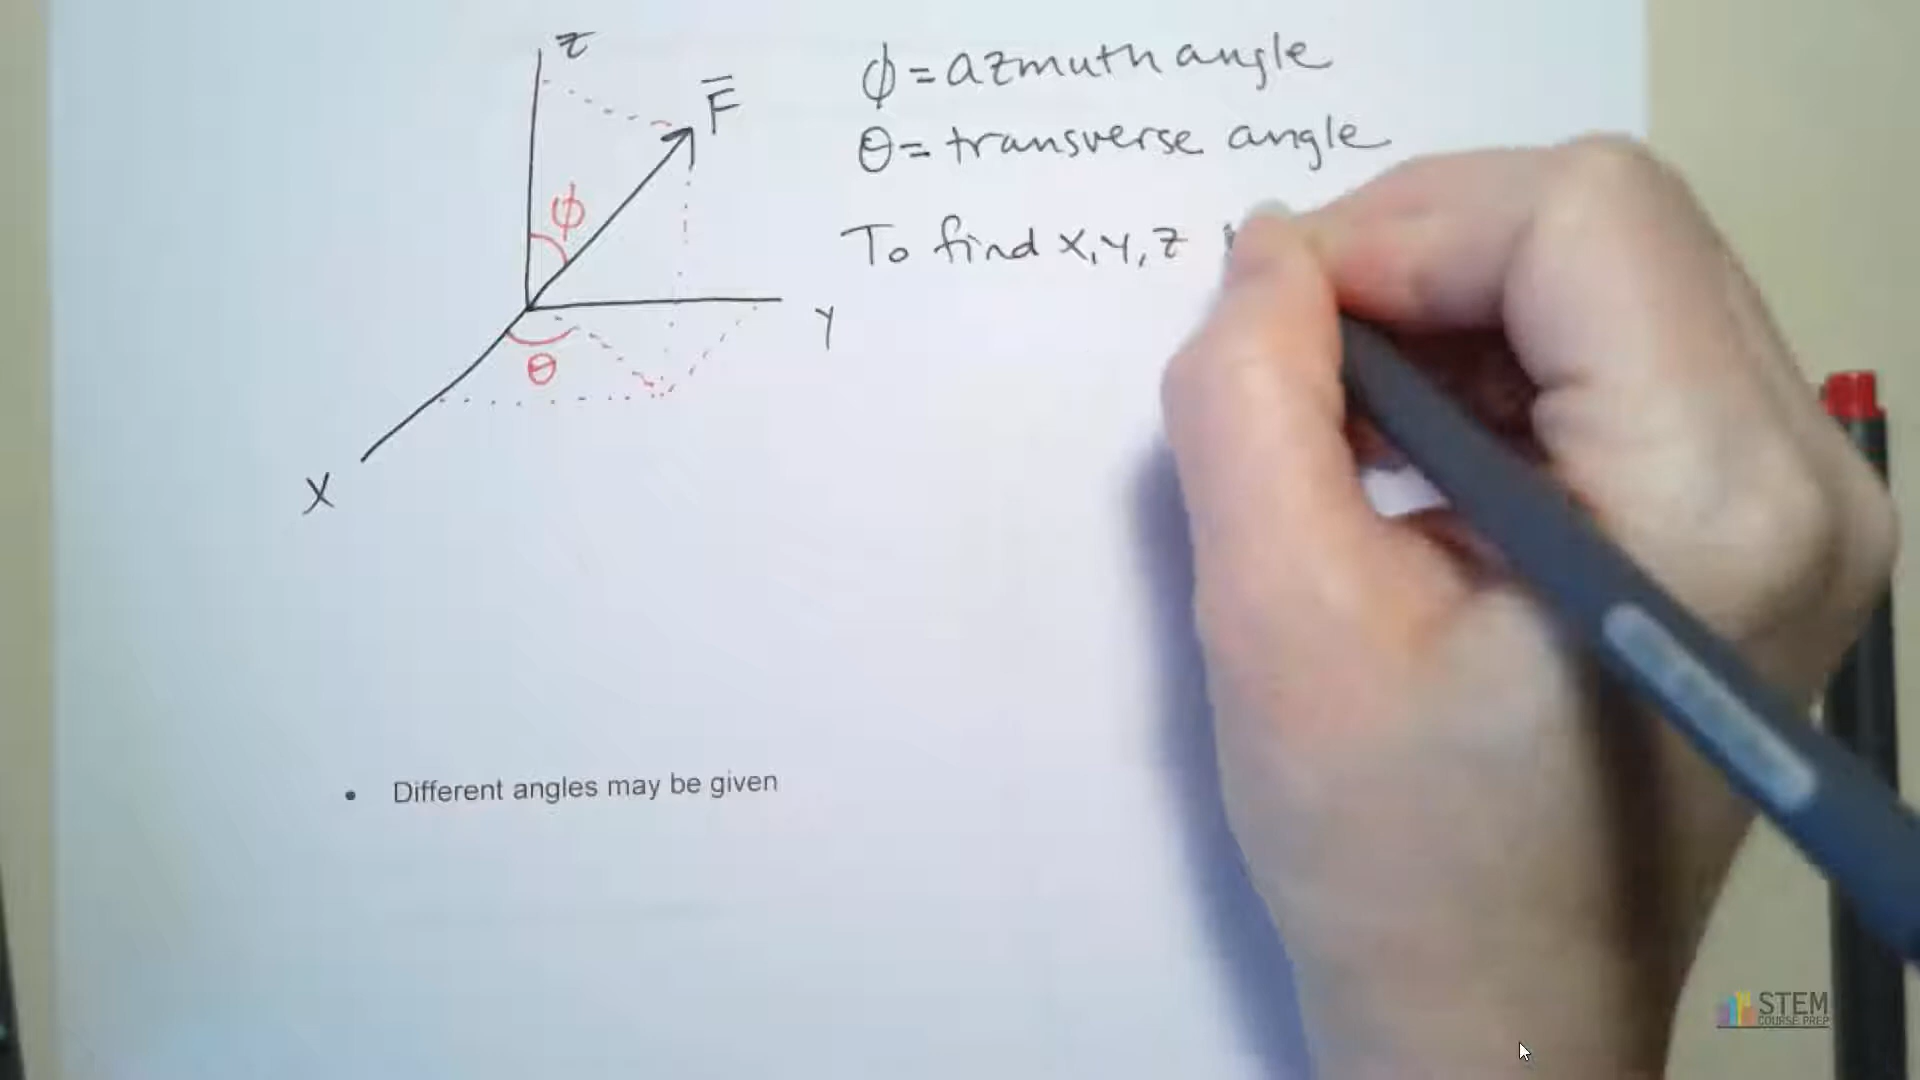 z
F
ϕ = azmuth angle
θ = transverse angle
ϕ
To find x, y, z
Y
θ
X
• Different angles may be given
STEM
COURSE PREP